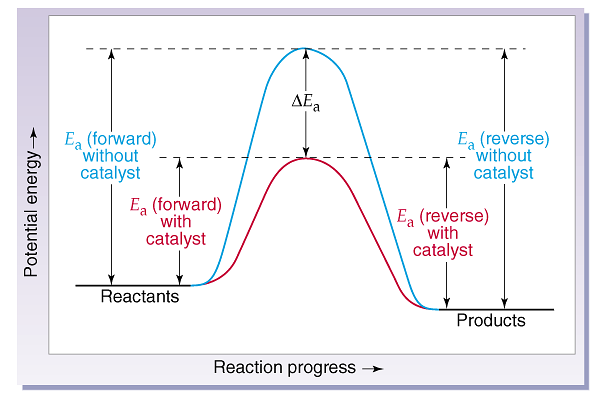 ΔEa
Ea (forward)
without
catalyst
Ea (reverse)
without
catalyst
Ea (forward)
with
catalyst
Ea (reverse)
with
catalyst
Reactants
Products
Potential energy→
Reaction progress →